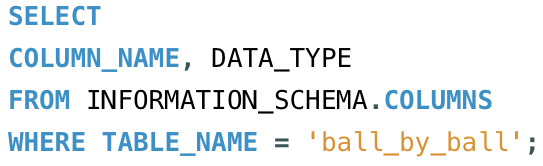 SELECT
COLUMN_NAME, DATA_TYPE
FROM INFORMATION_SCHEMA.COLUMNS
WHERE TABLE_NAME = 'ball_by_ball';